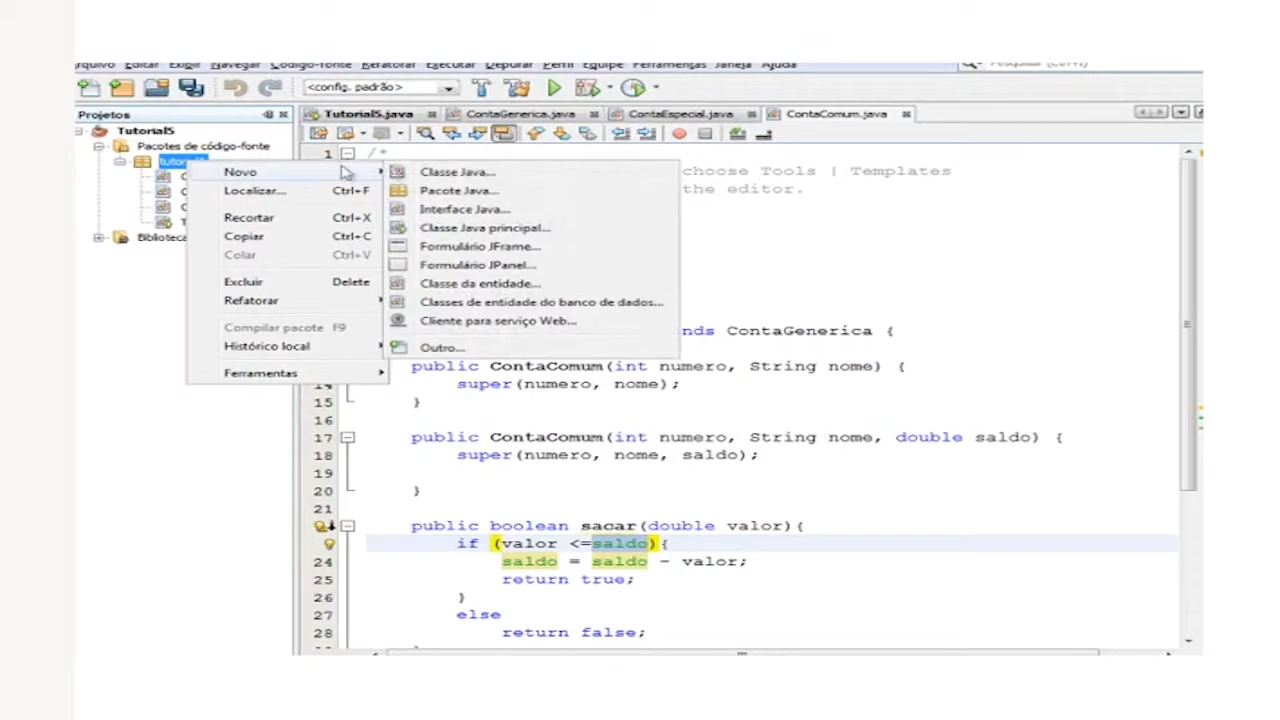 Arquivo Editar Exibir Navegar Código-fonte Refatorar Executar Depurar Perfil Equipe Ferramentas Janela Ajuda
<config. padrão>
Projetos
Tutorial5.java ContaGenerica.java ContaEspecial.java ContaComum.java
Tutorial5
Pacotes de código-fonte
Biblioteca
Novo
Localizar... Ctrl+F
Recortar Ctrl+X
Copiar Ctrl+C
Colar Ctrl+V
Excluir Delete
Refatorar
Compilar pacote F9
Histórico local
Ferramentas
Classe Java...
Pacote Java...
Interface Java...
Classe Java principal...
Formulário JFrame...
Formulário JPanel...
Classe da entidade...
Classes de entidade do banco de dados...
Cliente para serviço Web...
Outro...
1 /*
choose Tools | Templates
the editor.
nds ContaGenerica {
public ContaComum(int numero, String nome) {
14 super(numero, nome);
15 }
16
17 public ContaComum(int numero, String nome, double saldo) {
18 super(numero, nome, saldo);
19
20 }
21
public boolean sacar(double valor){
if (valor <=saldo){
24 saldo = saldo - valor;
25 return true;
26 }
27 else
28 return false;